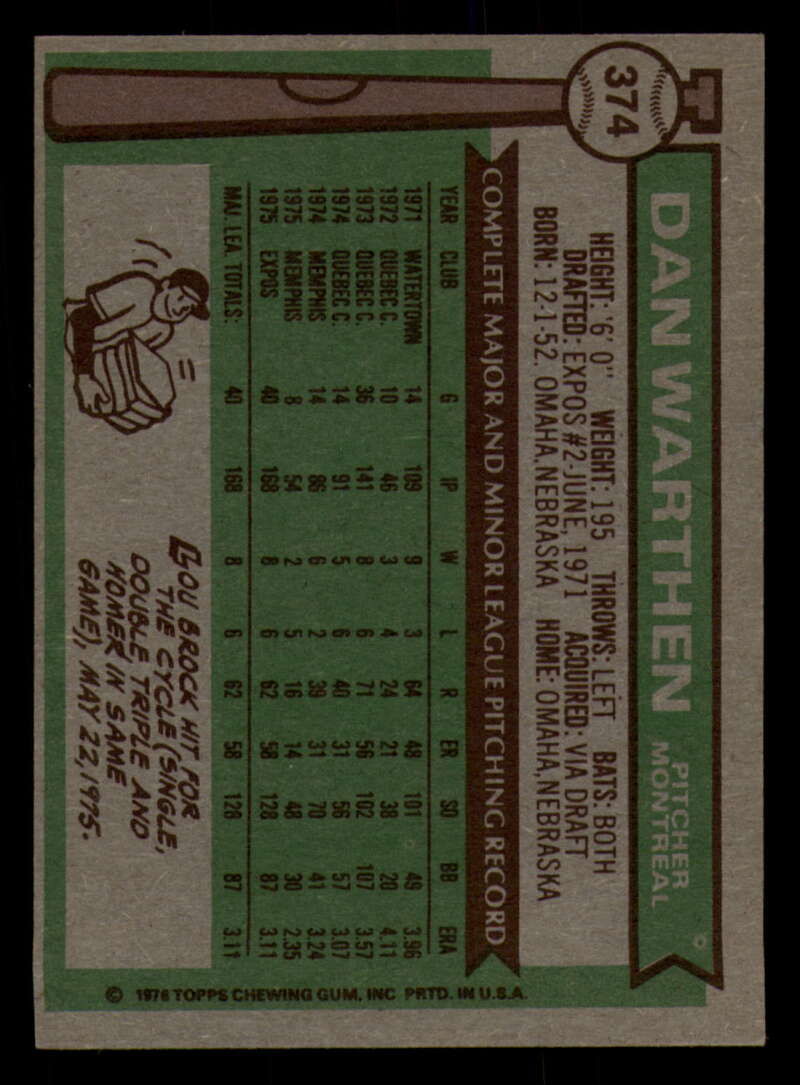 374
DAN WARTHEN
PITCHER
MONTREAL
HEIGHT: '6' 0" WEIGHT: 195 THROWS: LEFT BATS: BOTH
DRAFTED: EXPOS #2-JUNE, 1971 ACQUIRED: VIA DRAFT
BORN: 12-1-52. OMAHA, NEBRASKA HOME: OMAHA, NEBRASKA
COMPLETE MAJOR AND MINOR LEAGUE PITCHING RECORD
YEAR CLUB G IP W L R ER SO BB ERA
1971 WATERTOWN 14 109 9 3 64 48 101 49 3.96
1972 QUEBEC C. 10 46 3 4 24 21 38 20 4.11
1973 QUEBEC C. 36 141 8 6 71 56 102 107 3.57
1974 QUEBEC C. 14 91 5 6 40 31 56 57 3.07
1974 MEMPHIS 14 86 6 2 39 31 70 41 3.24
1975 MEMPHIS 8 54 2 5 16 14 48 30 2.35
1975 EXPOS 40 168 8 6 62 58 128 87 3.11
MAJ. LEA. TOTALS: 40 168 8 6 62 58 128 87 3.11
LOU BROCK HIT FOR
THE CYCLE (SINGLE,
DOUBLE, TRIPLE AND
HOMER IN SAME
GAME), MAY 22, 1975.
© 1976 TOPPS CHEWING GUM, INC PRTD. IN U.S.A.